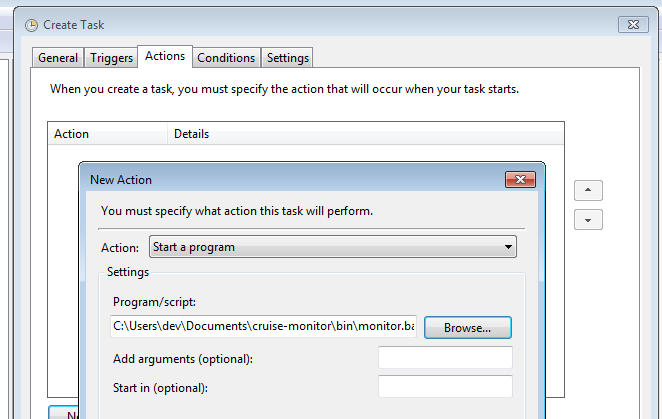 Create Task
General Triggers Actions Conditions Settings
When you create a task, you must specify the action that will occur when your task starts.
Action Details
New Action
You must specify what action this task will perform.
Action: Start a program
Settings
Program/script:
C:\Users\dev\Documents\cruise-monitor\bin\monitor.ba
Browse...
Add arguments (optional):
Start in (optional):